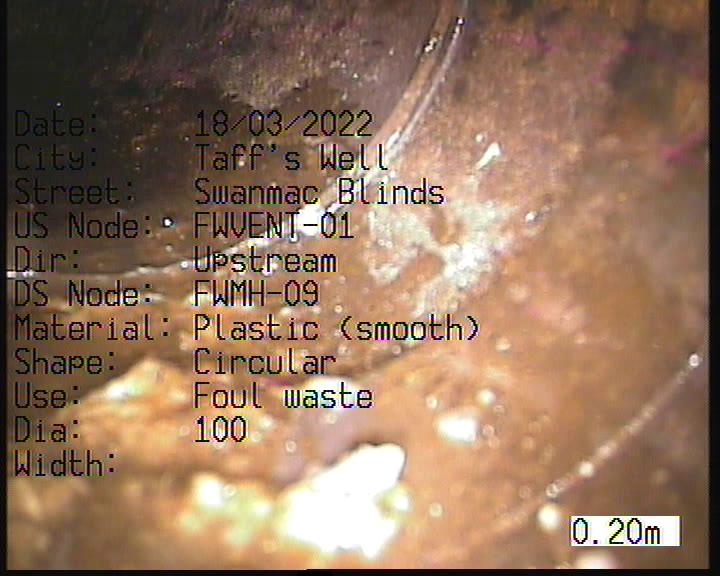 Date: 18/03/2022
City: Taff's Well
Street: Swanmac Blinds
US Node: FWVENT-01
Dir: Upstream
DS Node: FWMH-09
Material: Plastic (smooth)
Shape: Circular
Use: Foul waste
Dia: 100
Width:
0.20m